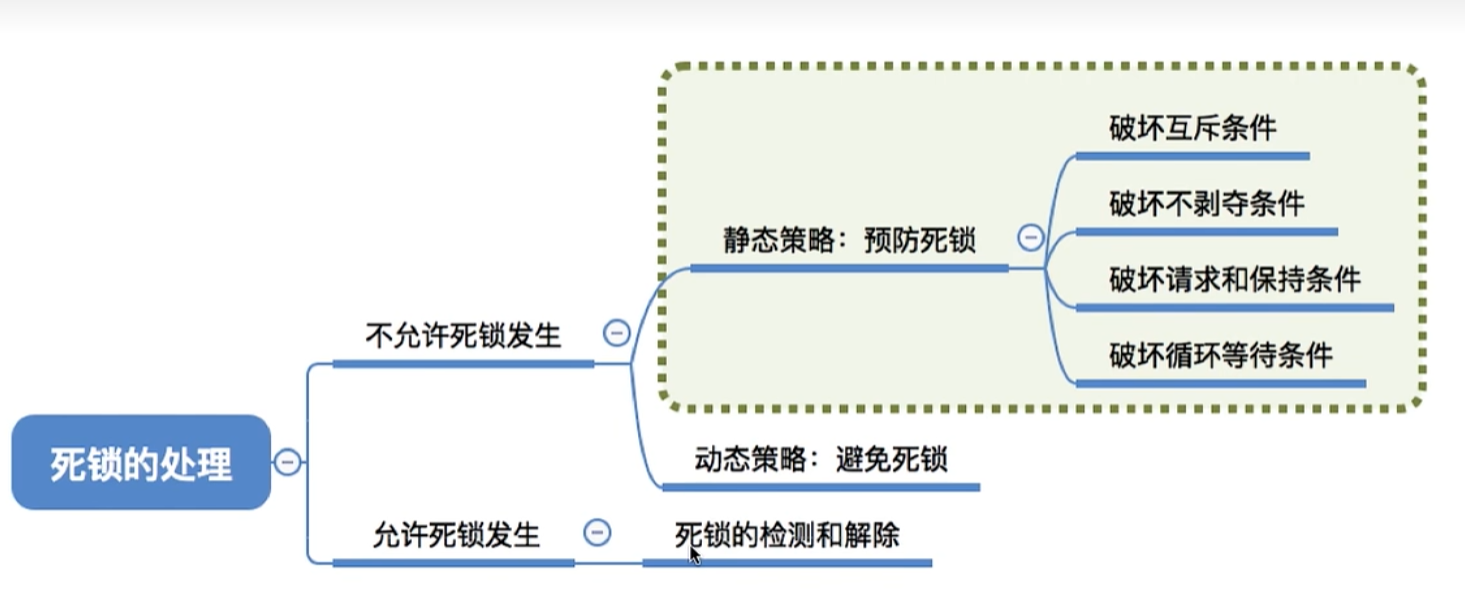 破坏互斥条件
破坏不剥夺条件
静态策略：预防死锁
破坏请求和保持条件
不允许死锁发生
破坏循环等待条件
死锁的处理
动态策略：避免死锁
允许死锁发生
死锁的检测和解除